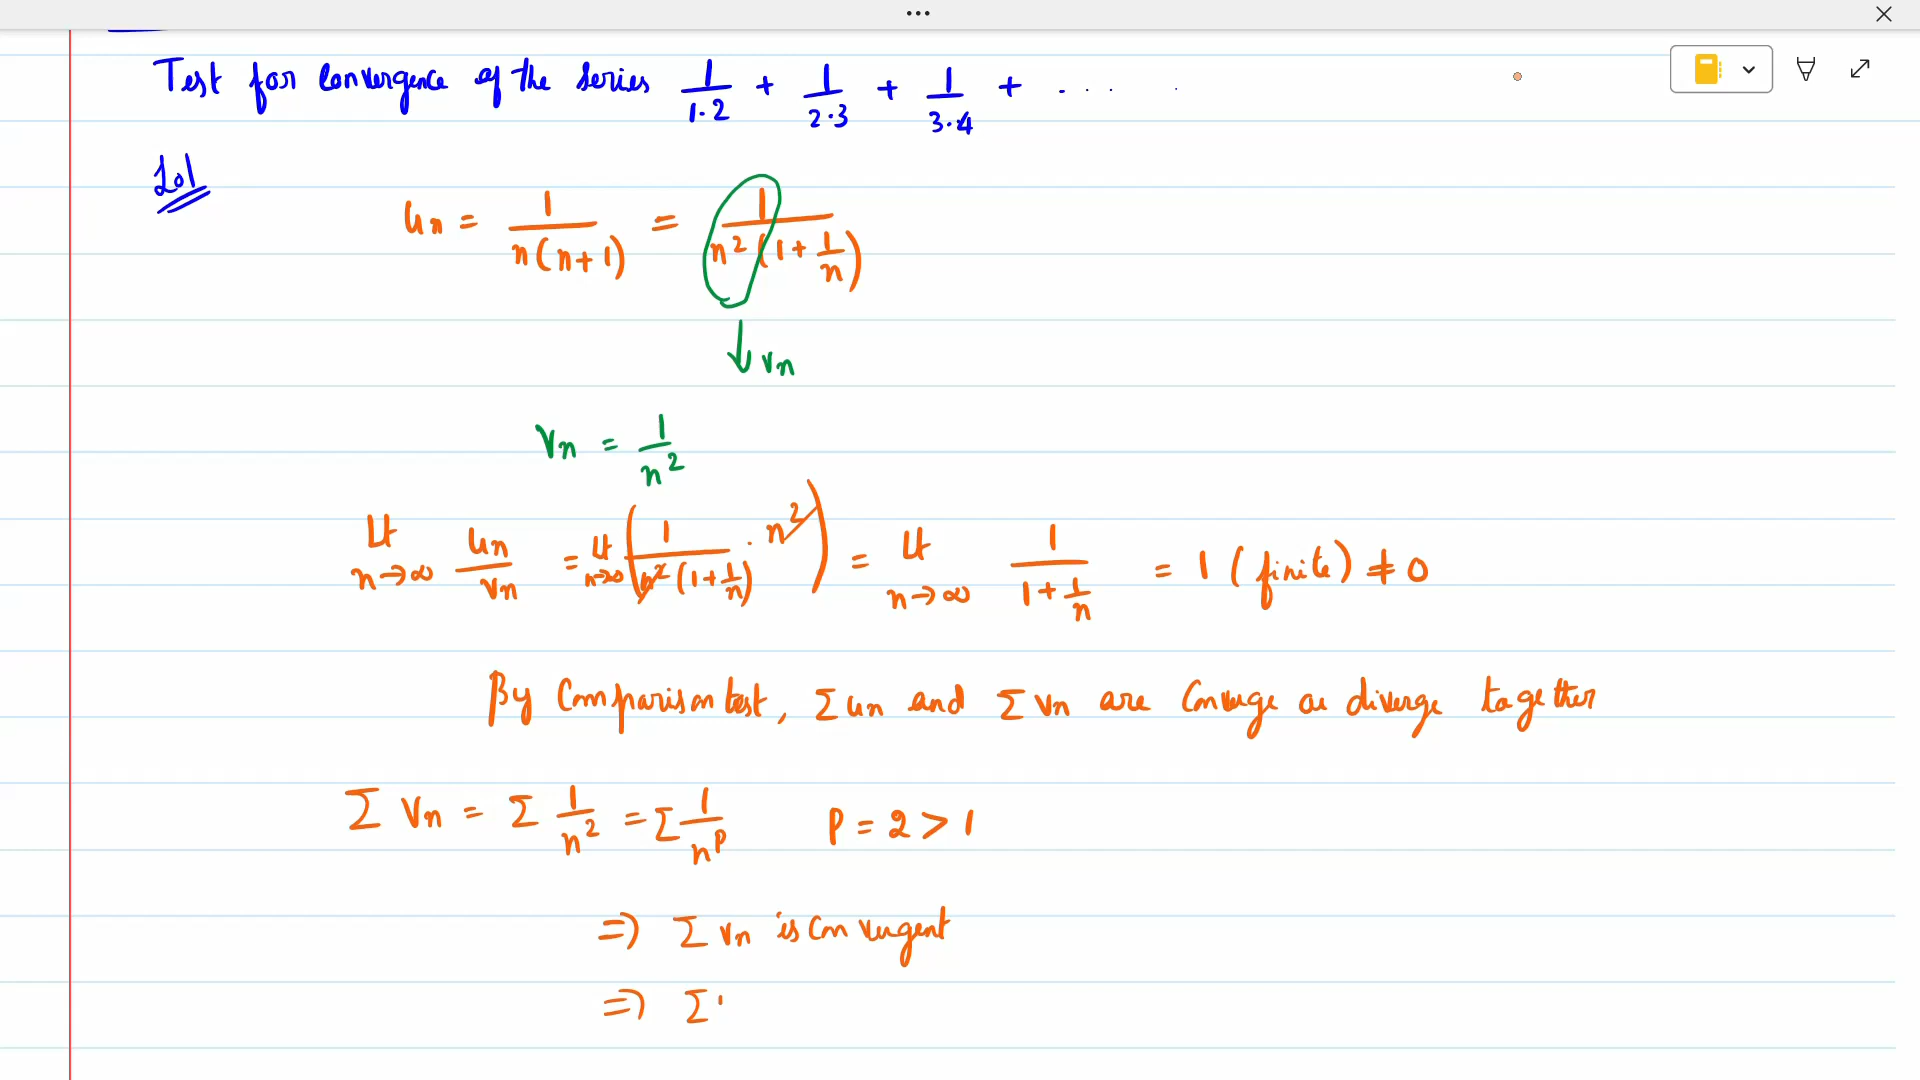 Test for Convergence of the series 1/1·2 + 1/2·3 + 1/3·4 + . . . .
Sol
un = 1/n(n+1) = 1/n²(1+1/n)
↓ vn
Vn = 1/n²
Lt n→∞ un/vn = Lt n→∞ (1/n²(1+1/n) · n²) = Lt n→∞ 1/1+1/n = 1 (finite) ≠ 0
By Comparison test, Σ un and Σ vn are Converge or diverge together
Σ Vn = Σ 1/n² = Σ 1/n^p P = 2 > 1
⇒ Σ vn is Convergent
⇒ Σ